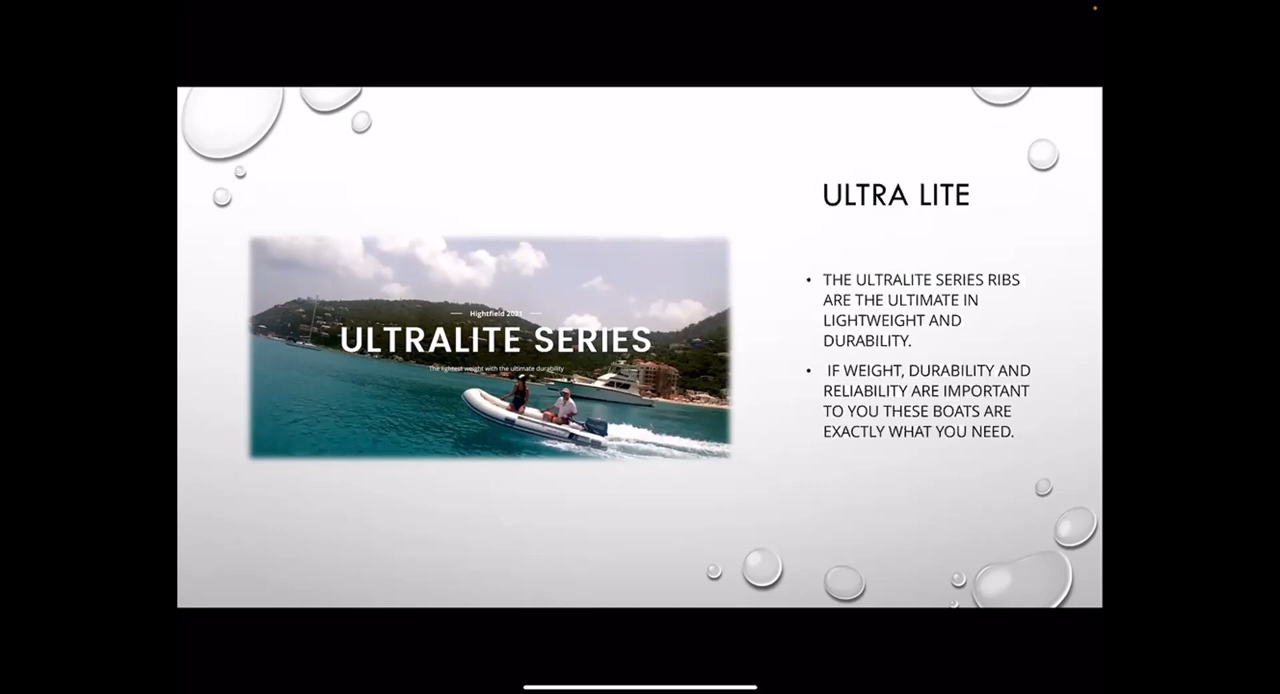 ULTRA LITE
Hightfield 2021
ULTRALITE SERIES
The lightest weight with the ultimate durability
• THE ULTRALITE SERIES RIBS
ARE THE ULTIMATE IN
LIGHTWEIGHT AND
DURABILITY.
• IF WEIGHT, DURABILITY AND
RELIABILITY ARE IMPORTANT
TO YOU THESE BOATS ARE
EXACTLY WHAT YOU NEED.